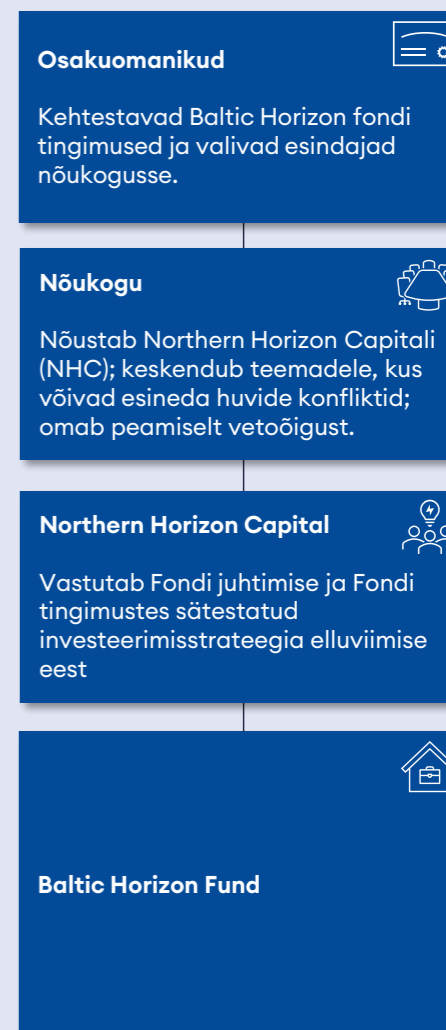 Osakuomanikud
Kehtestavad Baltic Horizon fondi
tingimused ja valivad esindajad
nõukogusse.
Nõukogu
Nõustab Northern Horizon Capitali
(NHC); keskendub teemadele, kus
võivad esineda huvide konfliktid;
omab peamiselt vetoõigust.
Northern Horizon Capital
Vastutab Fondi juhtimise ja Fondi
tingimustes sätestatud
investeerimisstrateegia elluviimise
eest
Baltic Horizon Fund